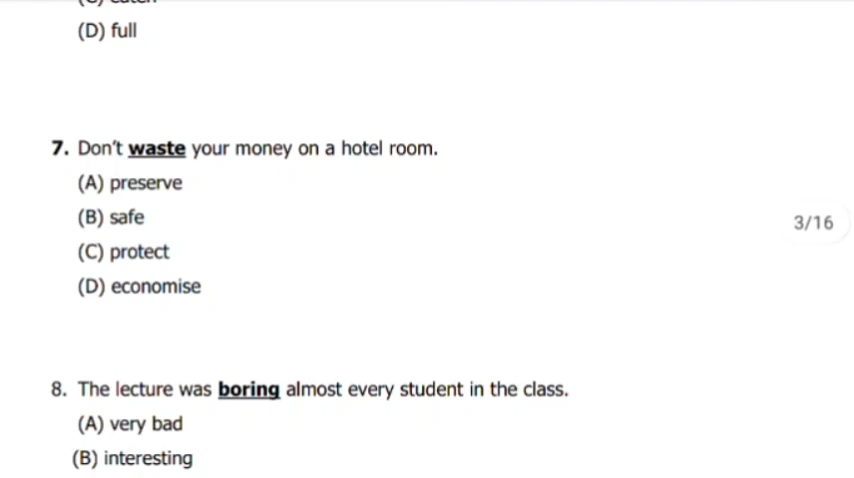 (D) full
7. Don't waste your money on a hotel room.
(A) preserve
(B) safe
(C) protect
(D) economise
3/16
8. The lecture was boring almost every student in the class.
(A) very bad
(B) interesting